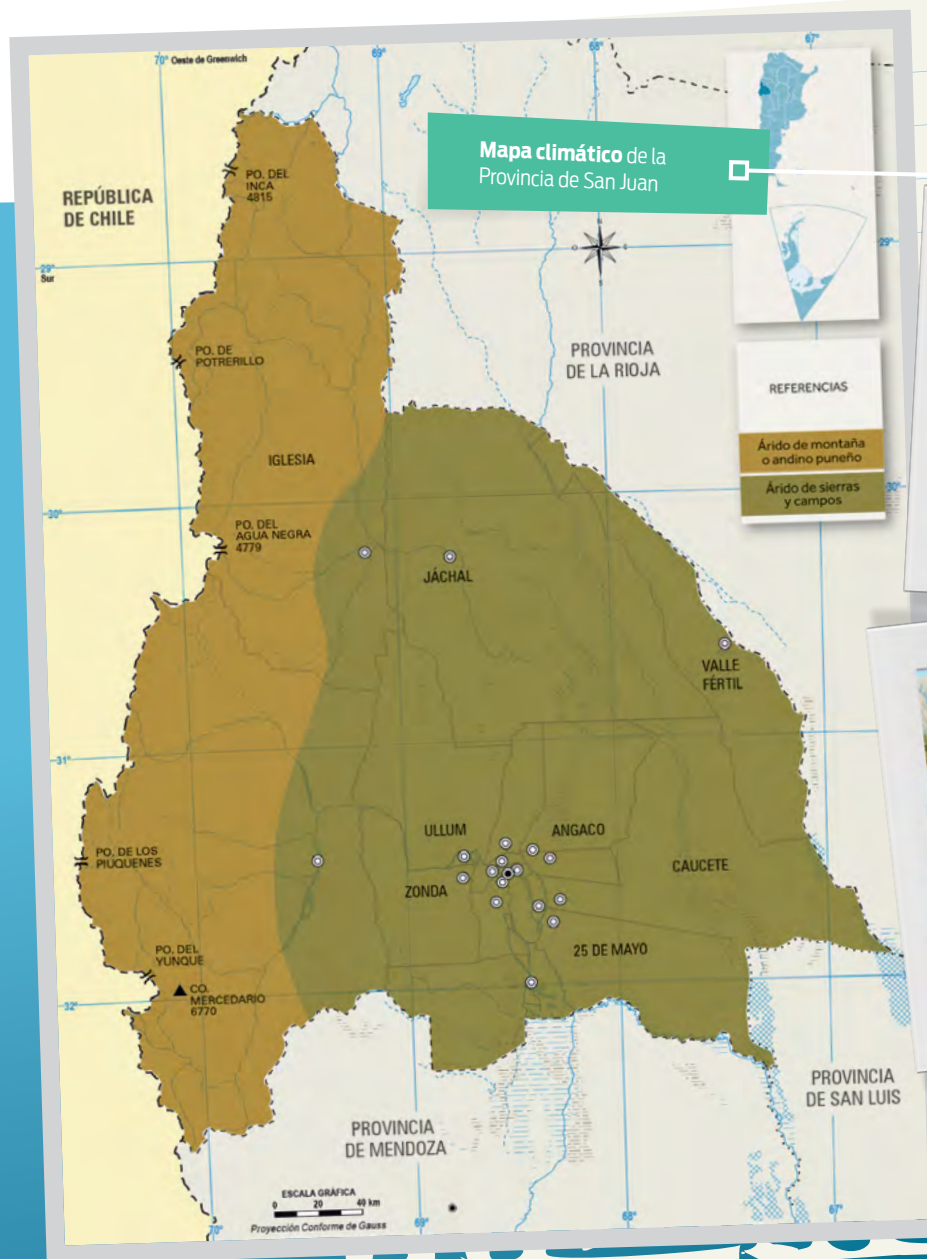 70° Oeste de Greenwich
69°
68°
67°
Mapa climático de la
Provincia de San Juan
REPÚBLICA
DE CHILE
PO. DEL
INCA
4815
N
O
E
S
29°
Sur
29°
PO. DE
POTRERILLO
PROVINCIA
DE LA RIOJA
REFERENCIAS
Árido de montaña
o andino puneño
Árido de sierras
y campos
IGLESIA
30°
30°
PO. DEL
AGUA NEGRA
4779
JÁCHAL
VALLE
FÉRTIL
31°
ULLUM
ANGACO
PO. DE LOS
PIUQUENES
ZONDA
CAUCETE
25 DE MAYO
PO. DEL
YUNQUE
CO.
MERCEDARIO
6770
32°
PROVINCIA
DE SAN LUIS
PROVINCIA
DE MENDOZA
ESCALA GRÁFICA
0 20 40 km
Proyección Conforme de Gauss
70°
69°
68°
67°